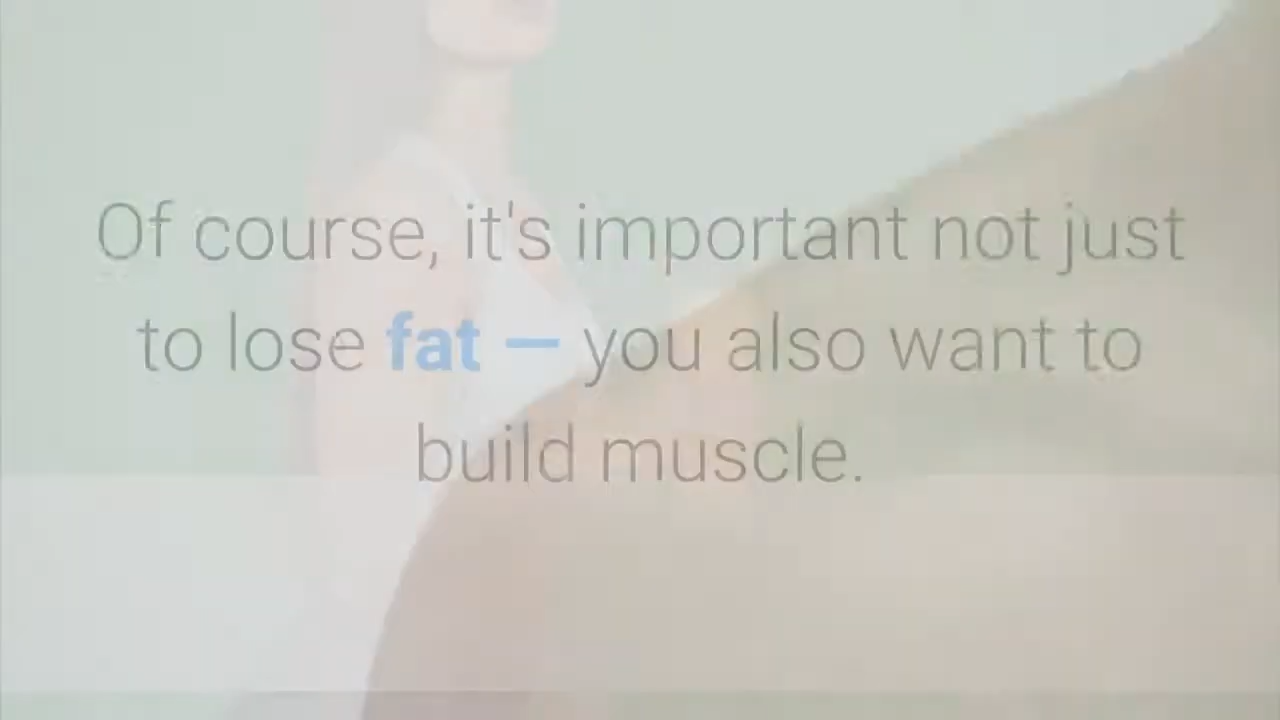 Of course, it's important not just
to lose fat — you also want to
build muscle.